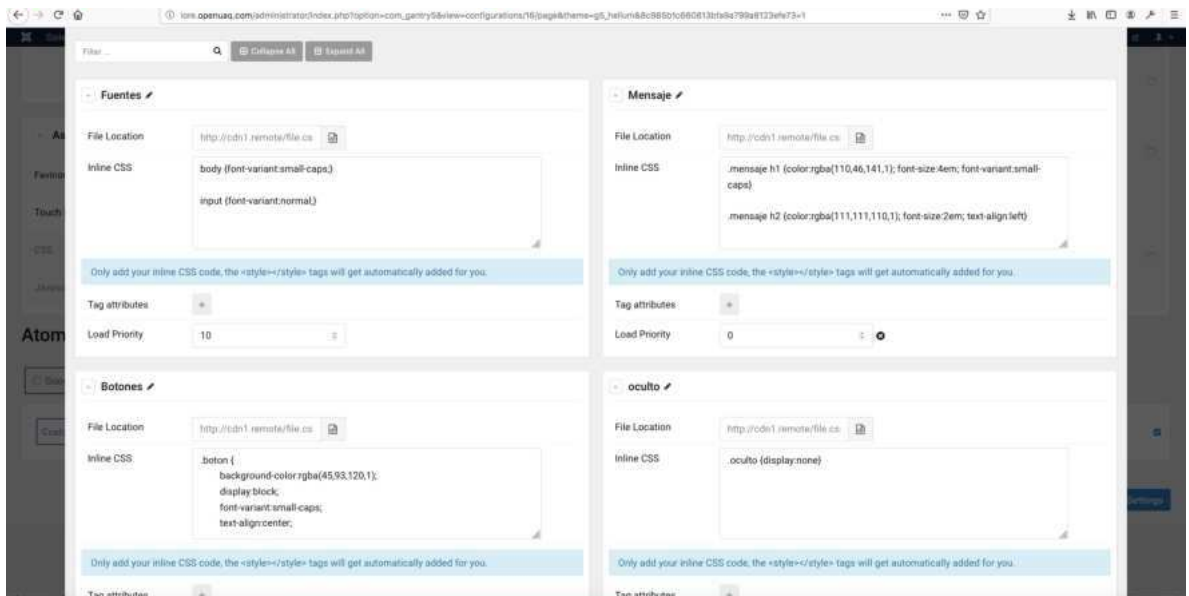 lore.openuaq.com/administrator/index.php?option=com_gantry5&view=configurations/16/page&theme=g5_helium&
Filter ...
Collapse All
Expand All
Fuentes
File Location
http://cdn1.remote/file.cs
Inline CSS
body {font-variant:small-caps;}
input {font-variant:normal;}
Only add your inline CSS code, the <style></style> tags will get automatically added for you.
Tag attributes
+
Load Priority
10
Mensaje
File Location
http://cdn1.remote/file.cs
Inline CSS
.mensaje h1 {color:rgba(110,46,141,1); font-size:4em; font-variant:small-
caps}
.mensaje h2 {color:rgba(111,111,110,1); font-size:2em; text-align:left}
Only add your inline CSS code, the <style></style> tags will get automatically added for you.
Tag attributes
+
Load Priority
0
Botones
File Location
http://cdn1.remote/file.cs
Inline CSS
.boton {
background-color:rgba(45,93,120,1);
display:block;
font-variant:small-caps;
text-align:center;
Only add your inline CSS code, the <style></style> tags will get automatically added for you.
Tag attributes
+
oculto
File Location
http://cdn1.remote/file.cs
Inline CSS
.oculto {display:none}
Only add your inline CSS code, the <style></style> tags will get automatically added for you.
Tag attributes
+
Touch
CSS
Atom
Settings